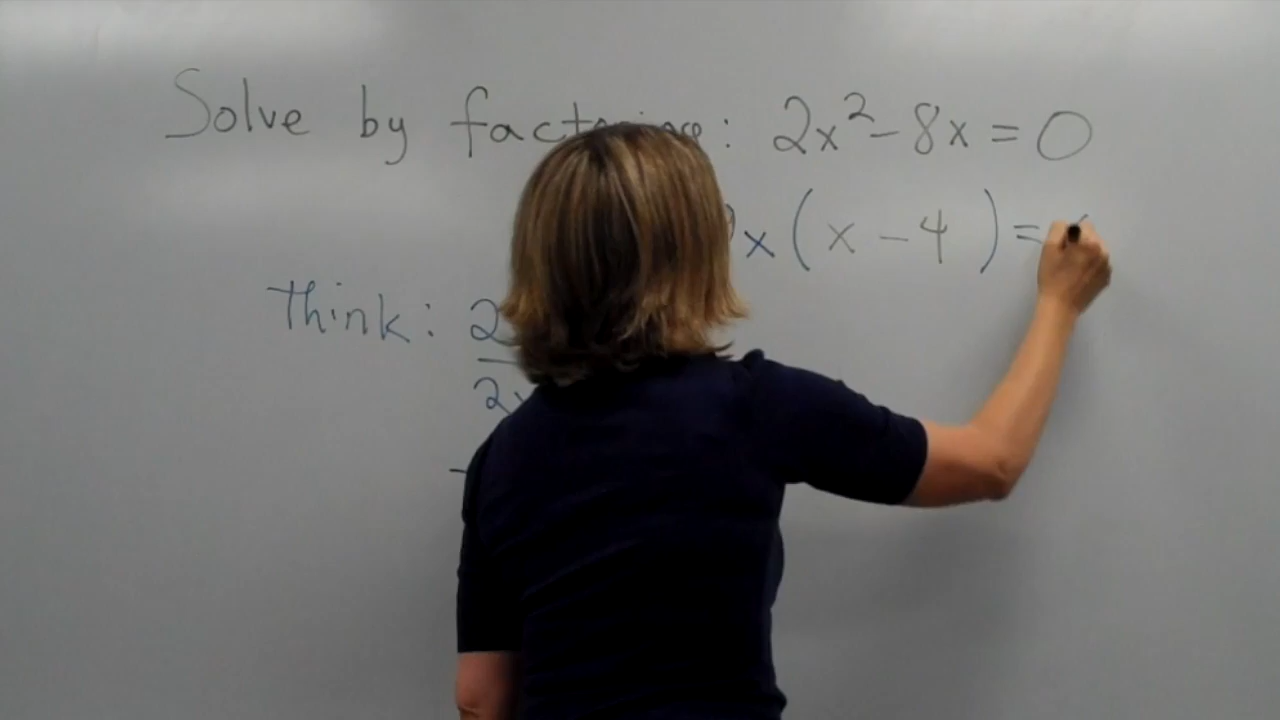 Solve by factoring: 2x² - 8x = 0
2x(x - 4) =
Think: 2
2x